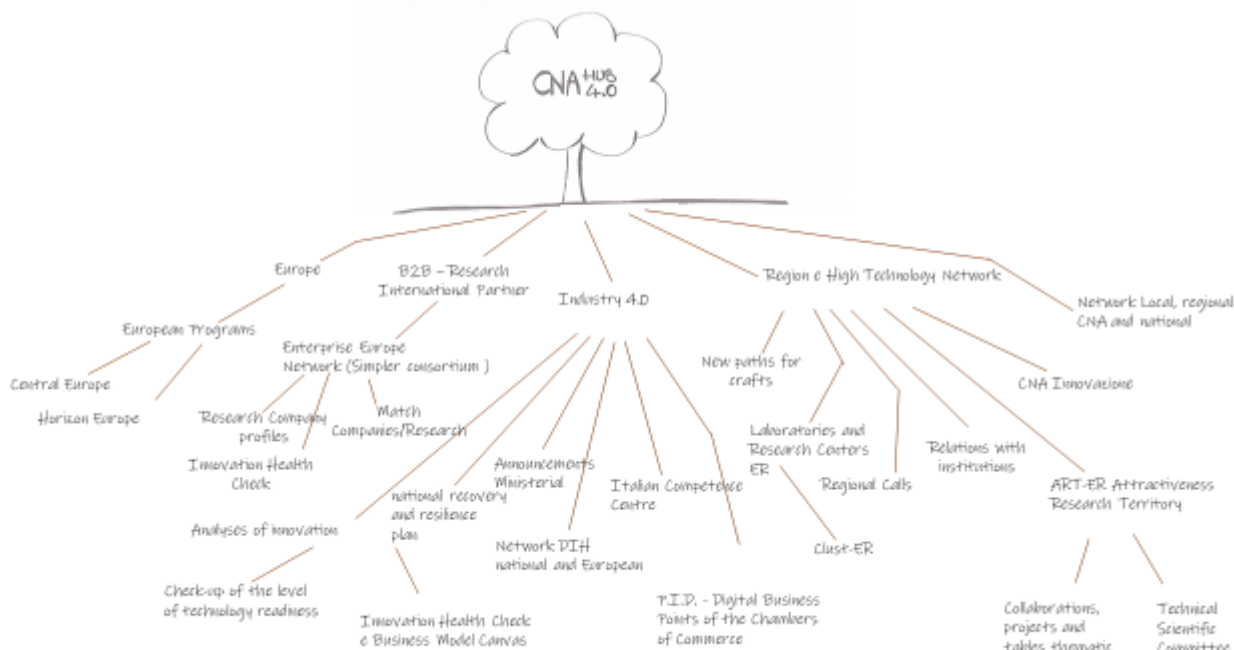 CNA HUB 4.0
Europe
B2B - Research
International Partner
Industry 4.0
Region e High Technology Network
Network Local, regional
CNA and national
European Programs
Central Europe
Horizon Europe
Enterprise Europe
Network (Simpler consortium )
Research Company
profiles
Match
Companies/Research
Innovation Health
Check
New paths for
crafts
CNA Innovazione
Laboratories and
Research Centers
ER
Regional Calls
Relations with
institutions
ART-ER Attractiveness
Research Territory
Announcements
Ministerial
Italian Competence
Centre
national recovery
and resilience
plan
Analyses of innovation
Network DIH
national and European
Clust-ER
Check-up of the level
of technology readiness
Innovation Health Check
e Business Model Canvas
P.I.D. - Digital Business
Points of the Chambers
of Commerce
Collaborations,
projects and
tables thematic
Technical
Scientific
Committee